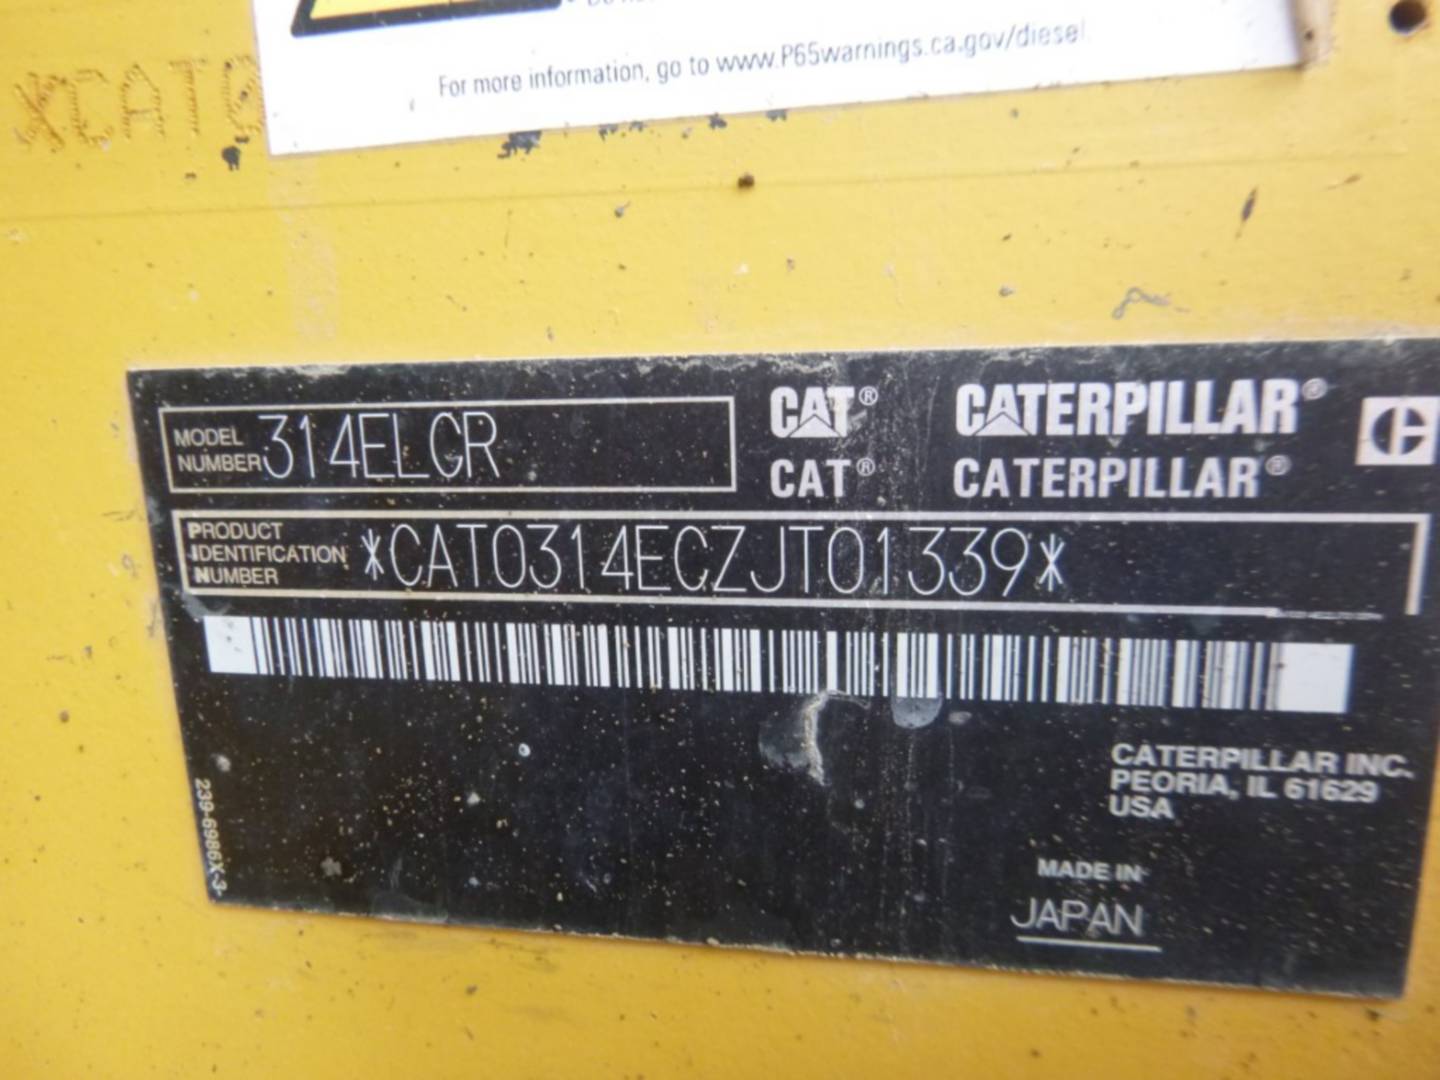 For more information, go to www.P65warnings.ca.gov/diesel.
*CAT0
MODEL NUMBER 314ELCR
CAT® CATERPILLAR®
CAT® CATERPILLAR®
PRODUCT IDENTIFICATION NUMBER *CAT0314ECZJT01339*
CATERPILLAR INC.
PEORIA, IL 61629
USA
MADE IN
JAPAN
239-6986X-3